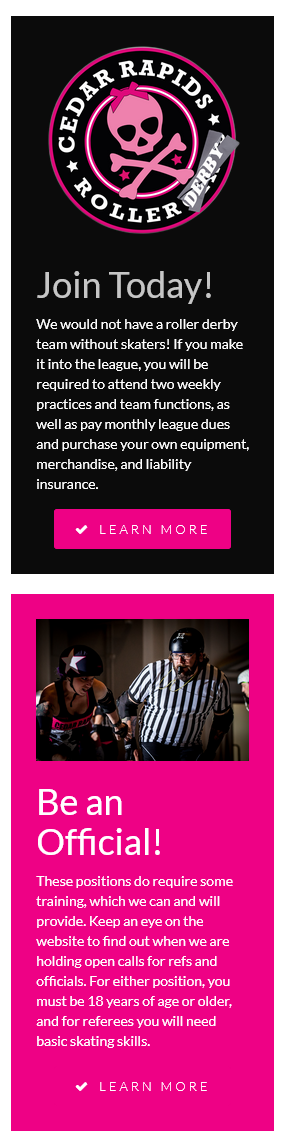 CEDAR RAPIDS
ROLLER DERBY
Join Today!
We would not have a roller derby
team without skaters! If you make
it into the league, you will be
required to attend two weekly
practices and team functions, as
well as pay monthly league dues
and purchase your own equipment,
merchandise, and liability
insurance.
LEARN MORE
Be an
Official!
These positions do require some
training, which we can and will
provide. Keep an eye on the
website to find out when we are
holding open calls for refs and
officials. For either position, you
must be 18 years of age or older,
and for referees you will need
basic skating skills.
LEARN MORE